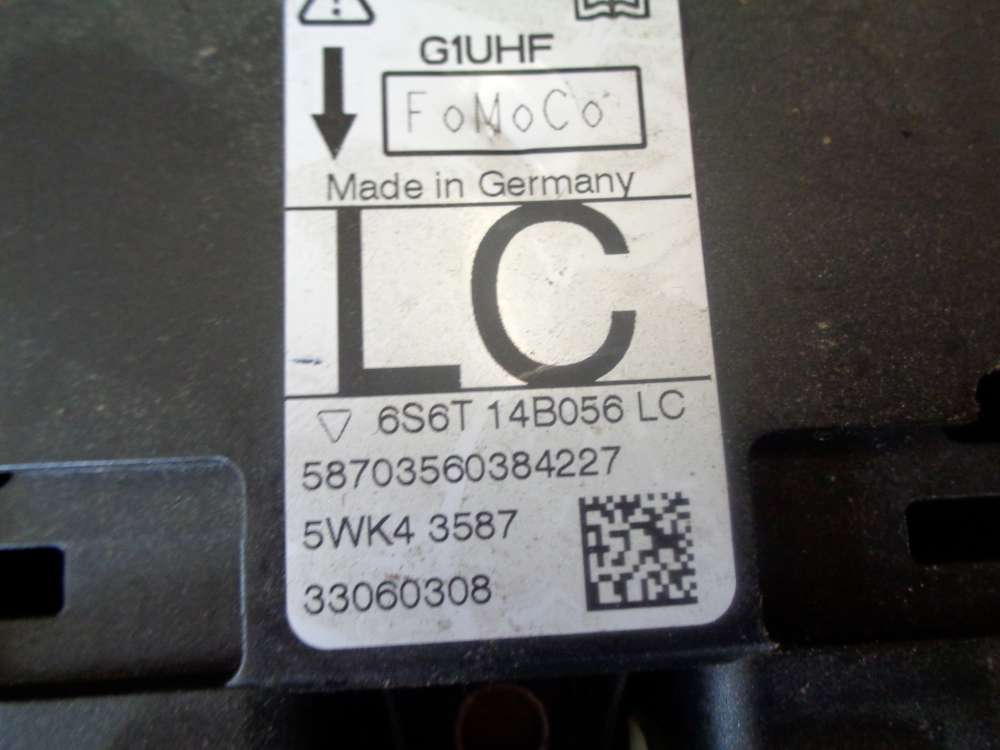 G1UHF
FoMoCo
Made in Germany
LC
6S6T 14B056 LC
58703560384227
5WK4 3587
33060308